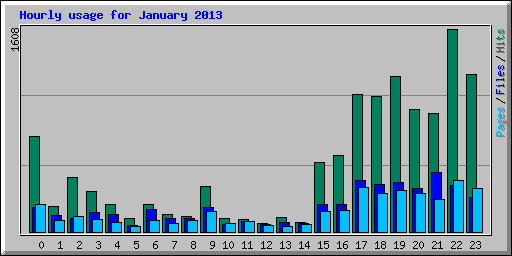 Hourly usage for January 2013
1608
Pages / Files / Hits
0 1 2 3 4 5 6 7 8 9 10 11 12 13 14 15 16 17 18 19 20 21 22 23